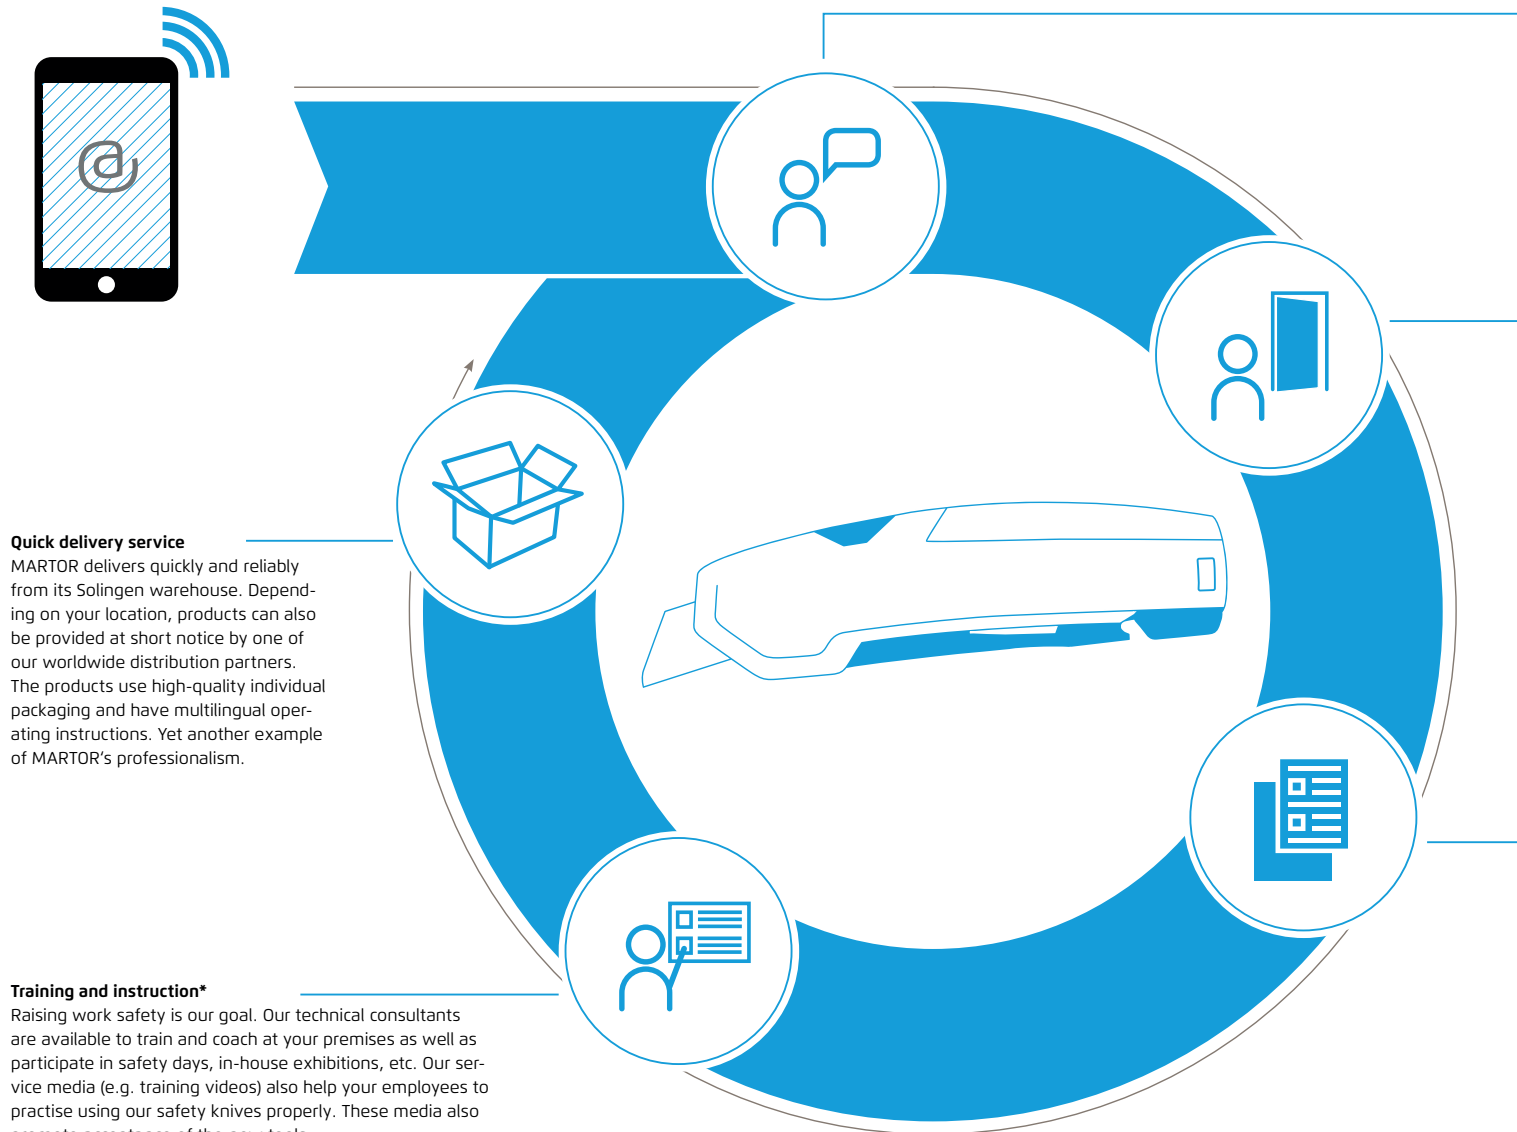 @
Quick delivery service
MARTOR delivers quickly and reliably
from its Solingen warehouse. Depend-
ing on your location, products can also
be provided at short notice by one of
our worldwide distribution partners.
The products use high-quality individual
packaging and have multilingual oper-
ating instructions. Yet another example
of MARTOR‘s professionalism.
Training and instruction*
Raising work safety is our goal. Our technical consultants
are available to train and coach at your premises as well as
participate in safety days, in-house exhibitions, etc. Our ser-
vice media (e.g. training videos) also help your employees to
practise using our safety knives properly. These media also